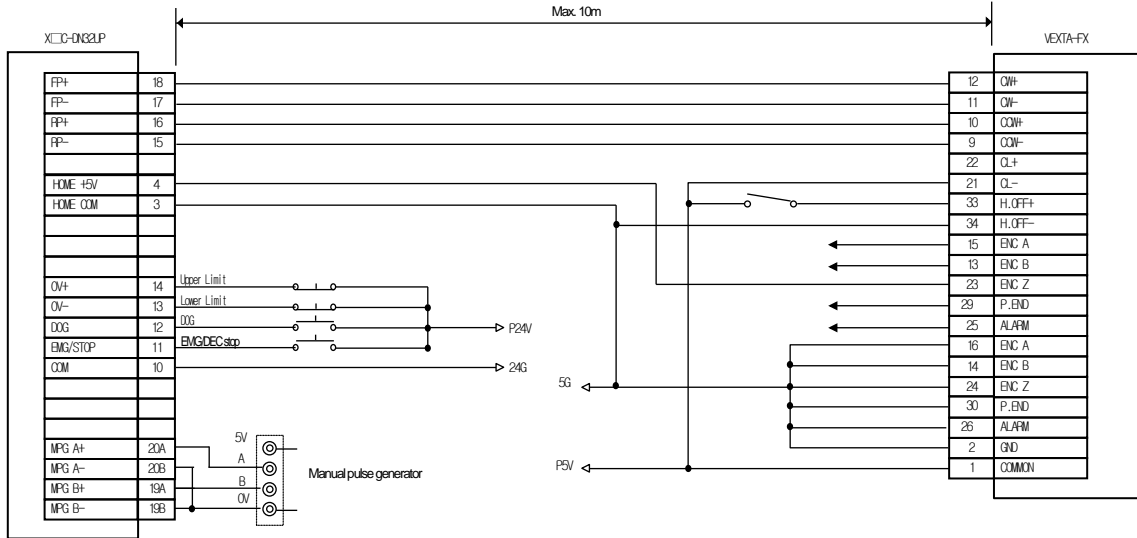 Max. 10m
X□C-DN32UP
VEXTA-FX
FP+ 18
FP- 17
RP+ 16
RP- 15
HOME +5V 4
HOME COM 3
OV+ 14 Upper Limit
OV- 13 Lower Limit
DOG 12 DOG
EMG/STOP 11 EMG/DEC stop
COM 10
P24V
24G
MPG A+ 20A
MPG A- 20B
MPG B+ 19A
MPG B- 19B
5V
A
B
0V
Manual pulse generator
5G
P5V
12 CW+
11 CW-
10 CCW+
9 CCW-
22 CL+
21 CL-
33 H.OFF+
34 H.OFF-
15 ENC A
13 ENC B
23 ENC Z
29 P.END
25 ALARM
16 ENC A
14 ENC B
24 ENC Z
30 P.END
26 ALARM
2 GND
1 COMMON